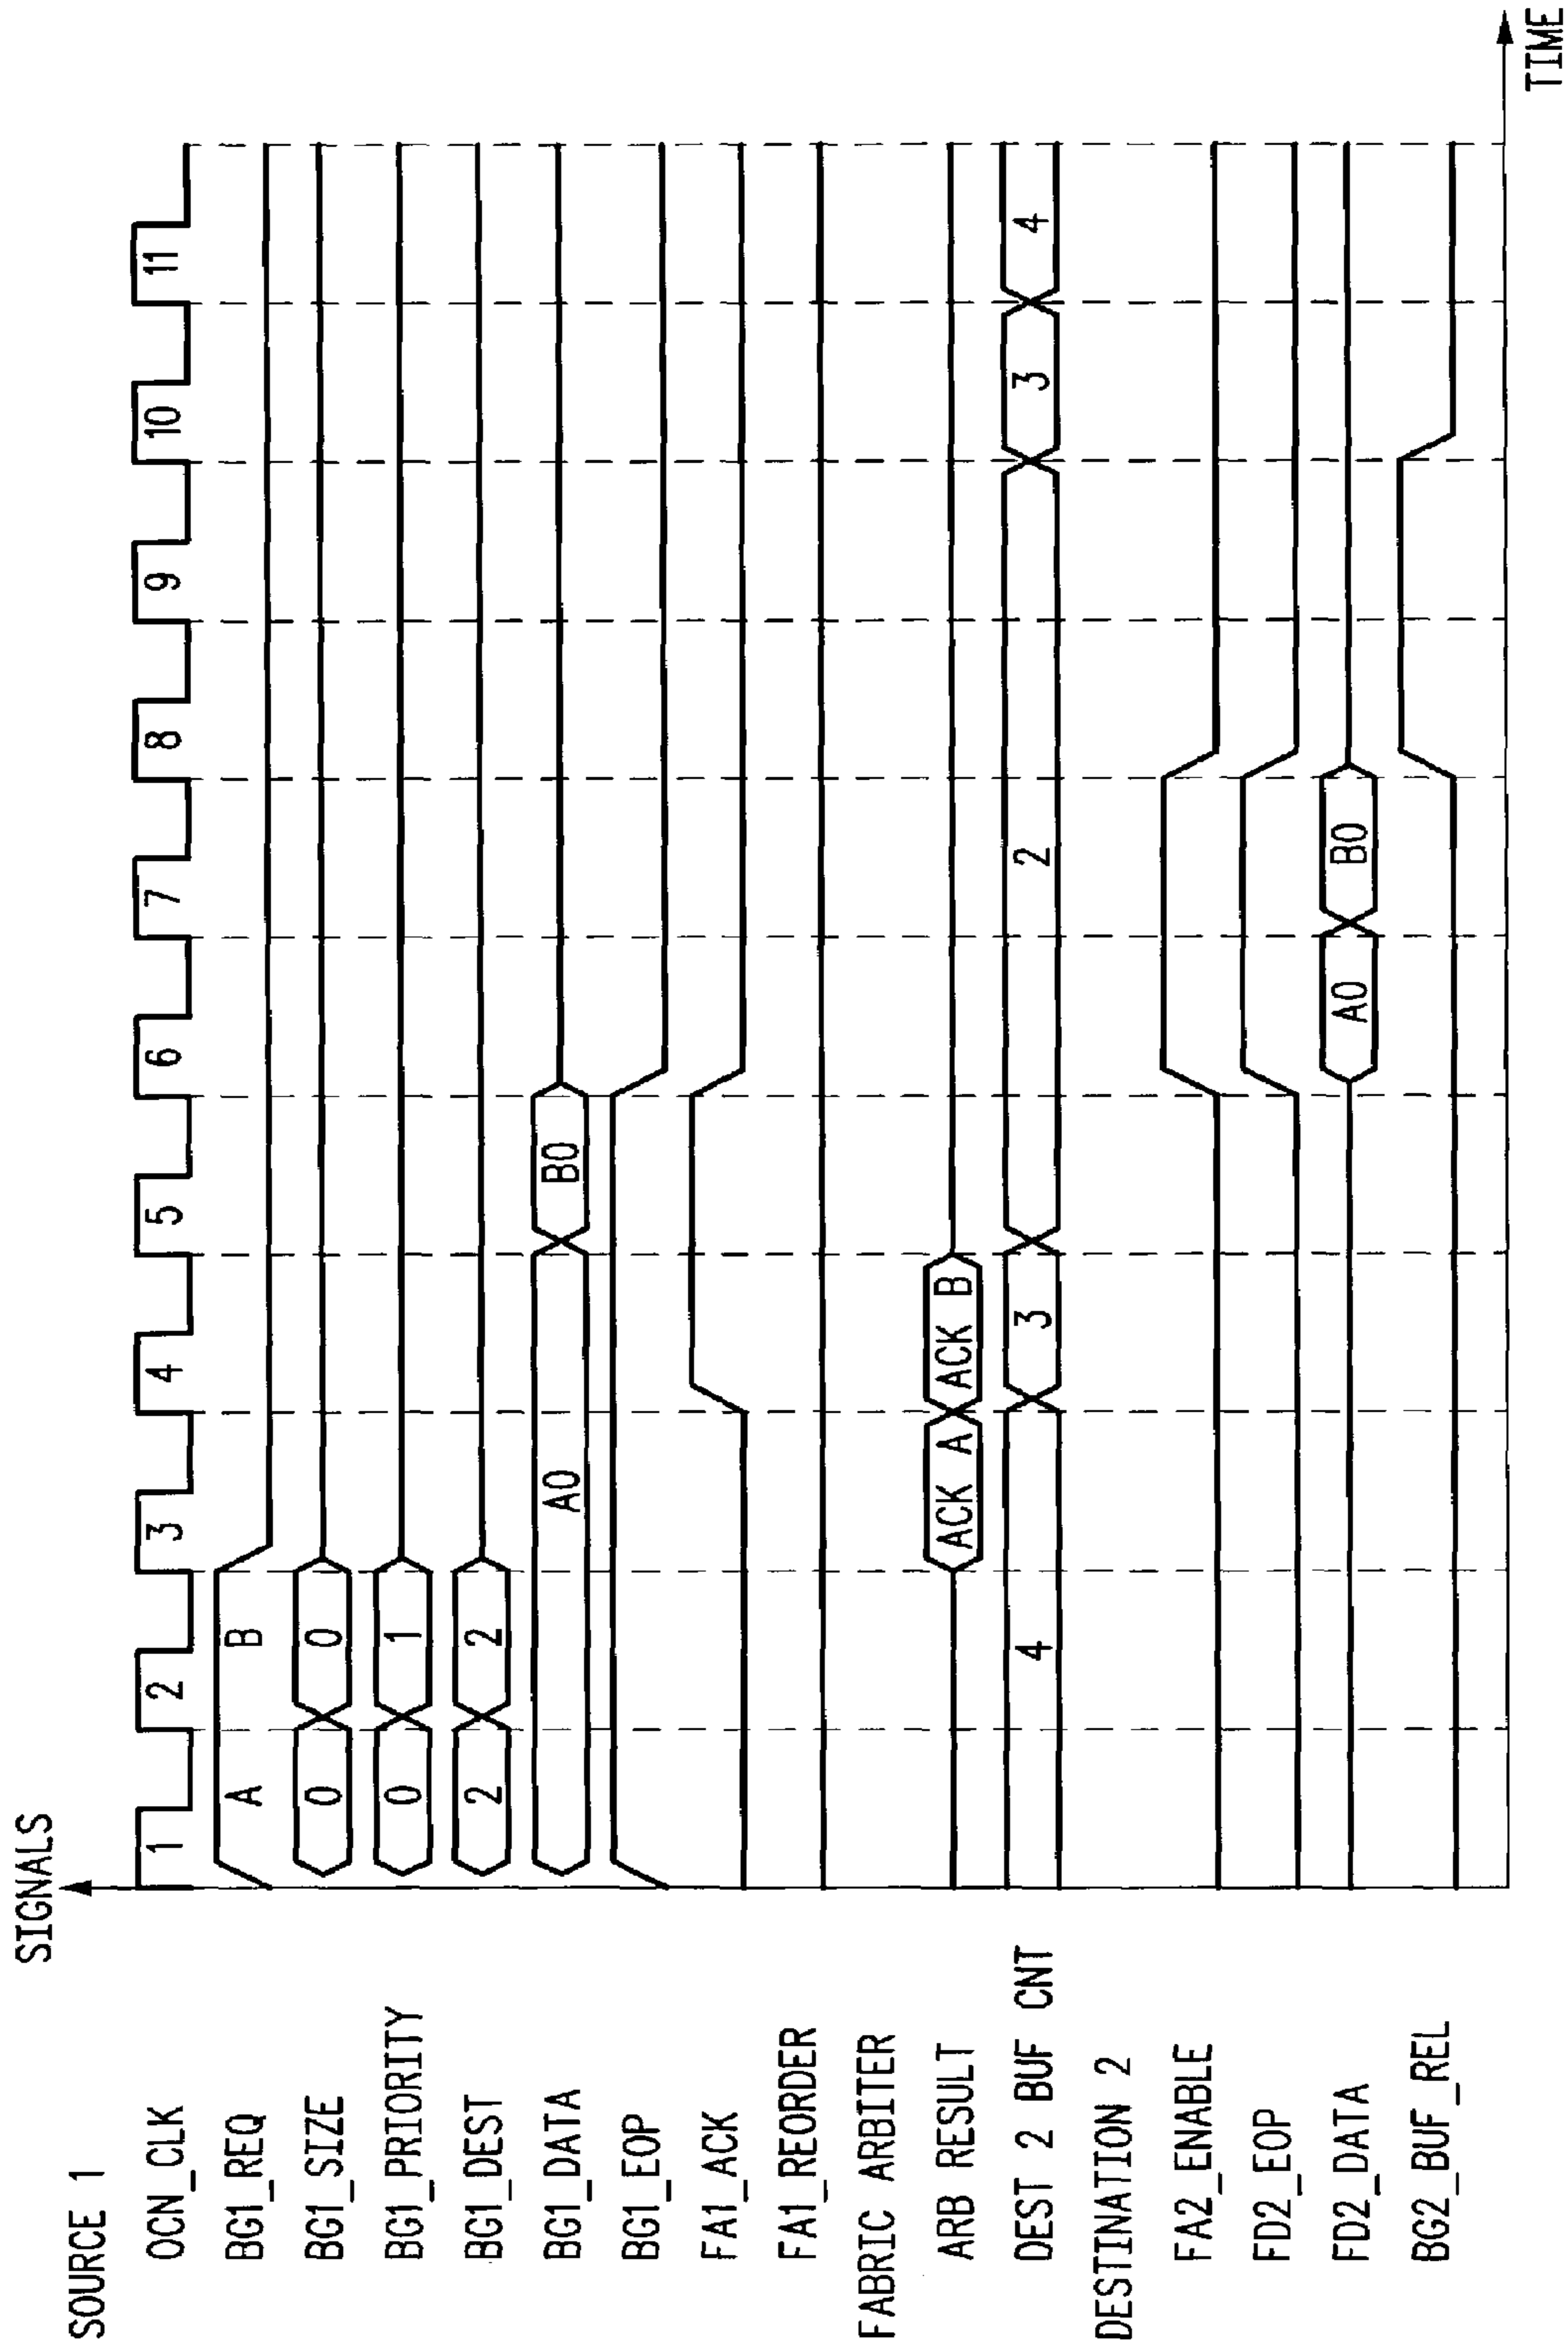 SIGNALS
SOURCE 1
OCN_CLK 1 2 3 4 5 6 7 8 9 10 11
BG1_REQ A B
BG1_SIZE 0 0
BG1_PRIORITY 0 1
BG1_DEST 2 2
BG1_DATA A0 B0
BG1_EOP
FA1_ACK
FA1_REORDER
FABRIC ARBITER
ARB RESULT ACK A ACK B
DEST 2 BUF CNT 4 3 2 3 4
DESTINATION 2
FA2_ENABLE
FD2_EOP
FD2_DATA A0 B0
BG2_BUF_REL
TIME